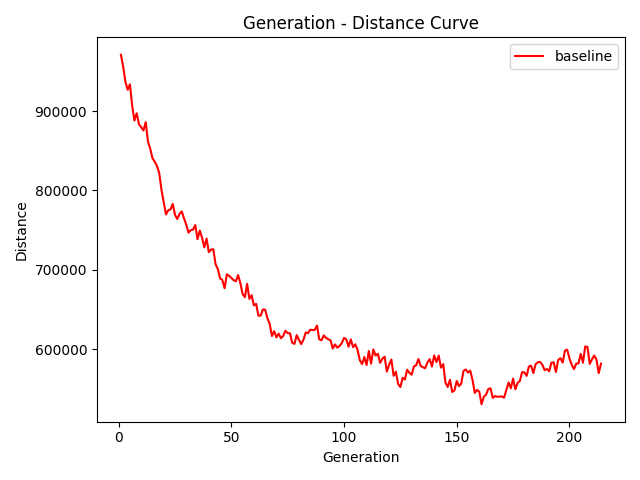 Generation - Distance Curve
baseline
900000
800000
700000
600000
Distance
0 50 100 150 200
Generation